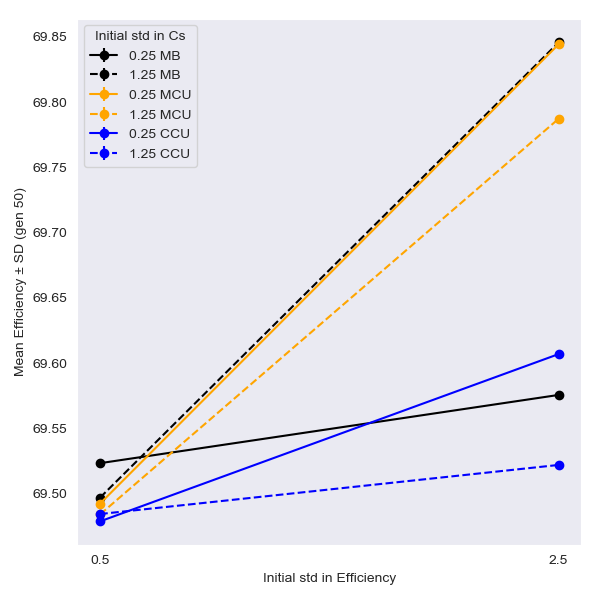 Initial std in Cs
0.25 MB
1.25 MB
0.25 MCU
1.25 MCU
0.25 CCU
1.25 CCU
69.85
69.80
69.75
69.70
69.65
69.60
69.55
69.50
Mean Efficiency ± SD (gen 50)
0.5
2.5
Initial std in Efficiency